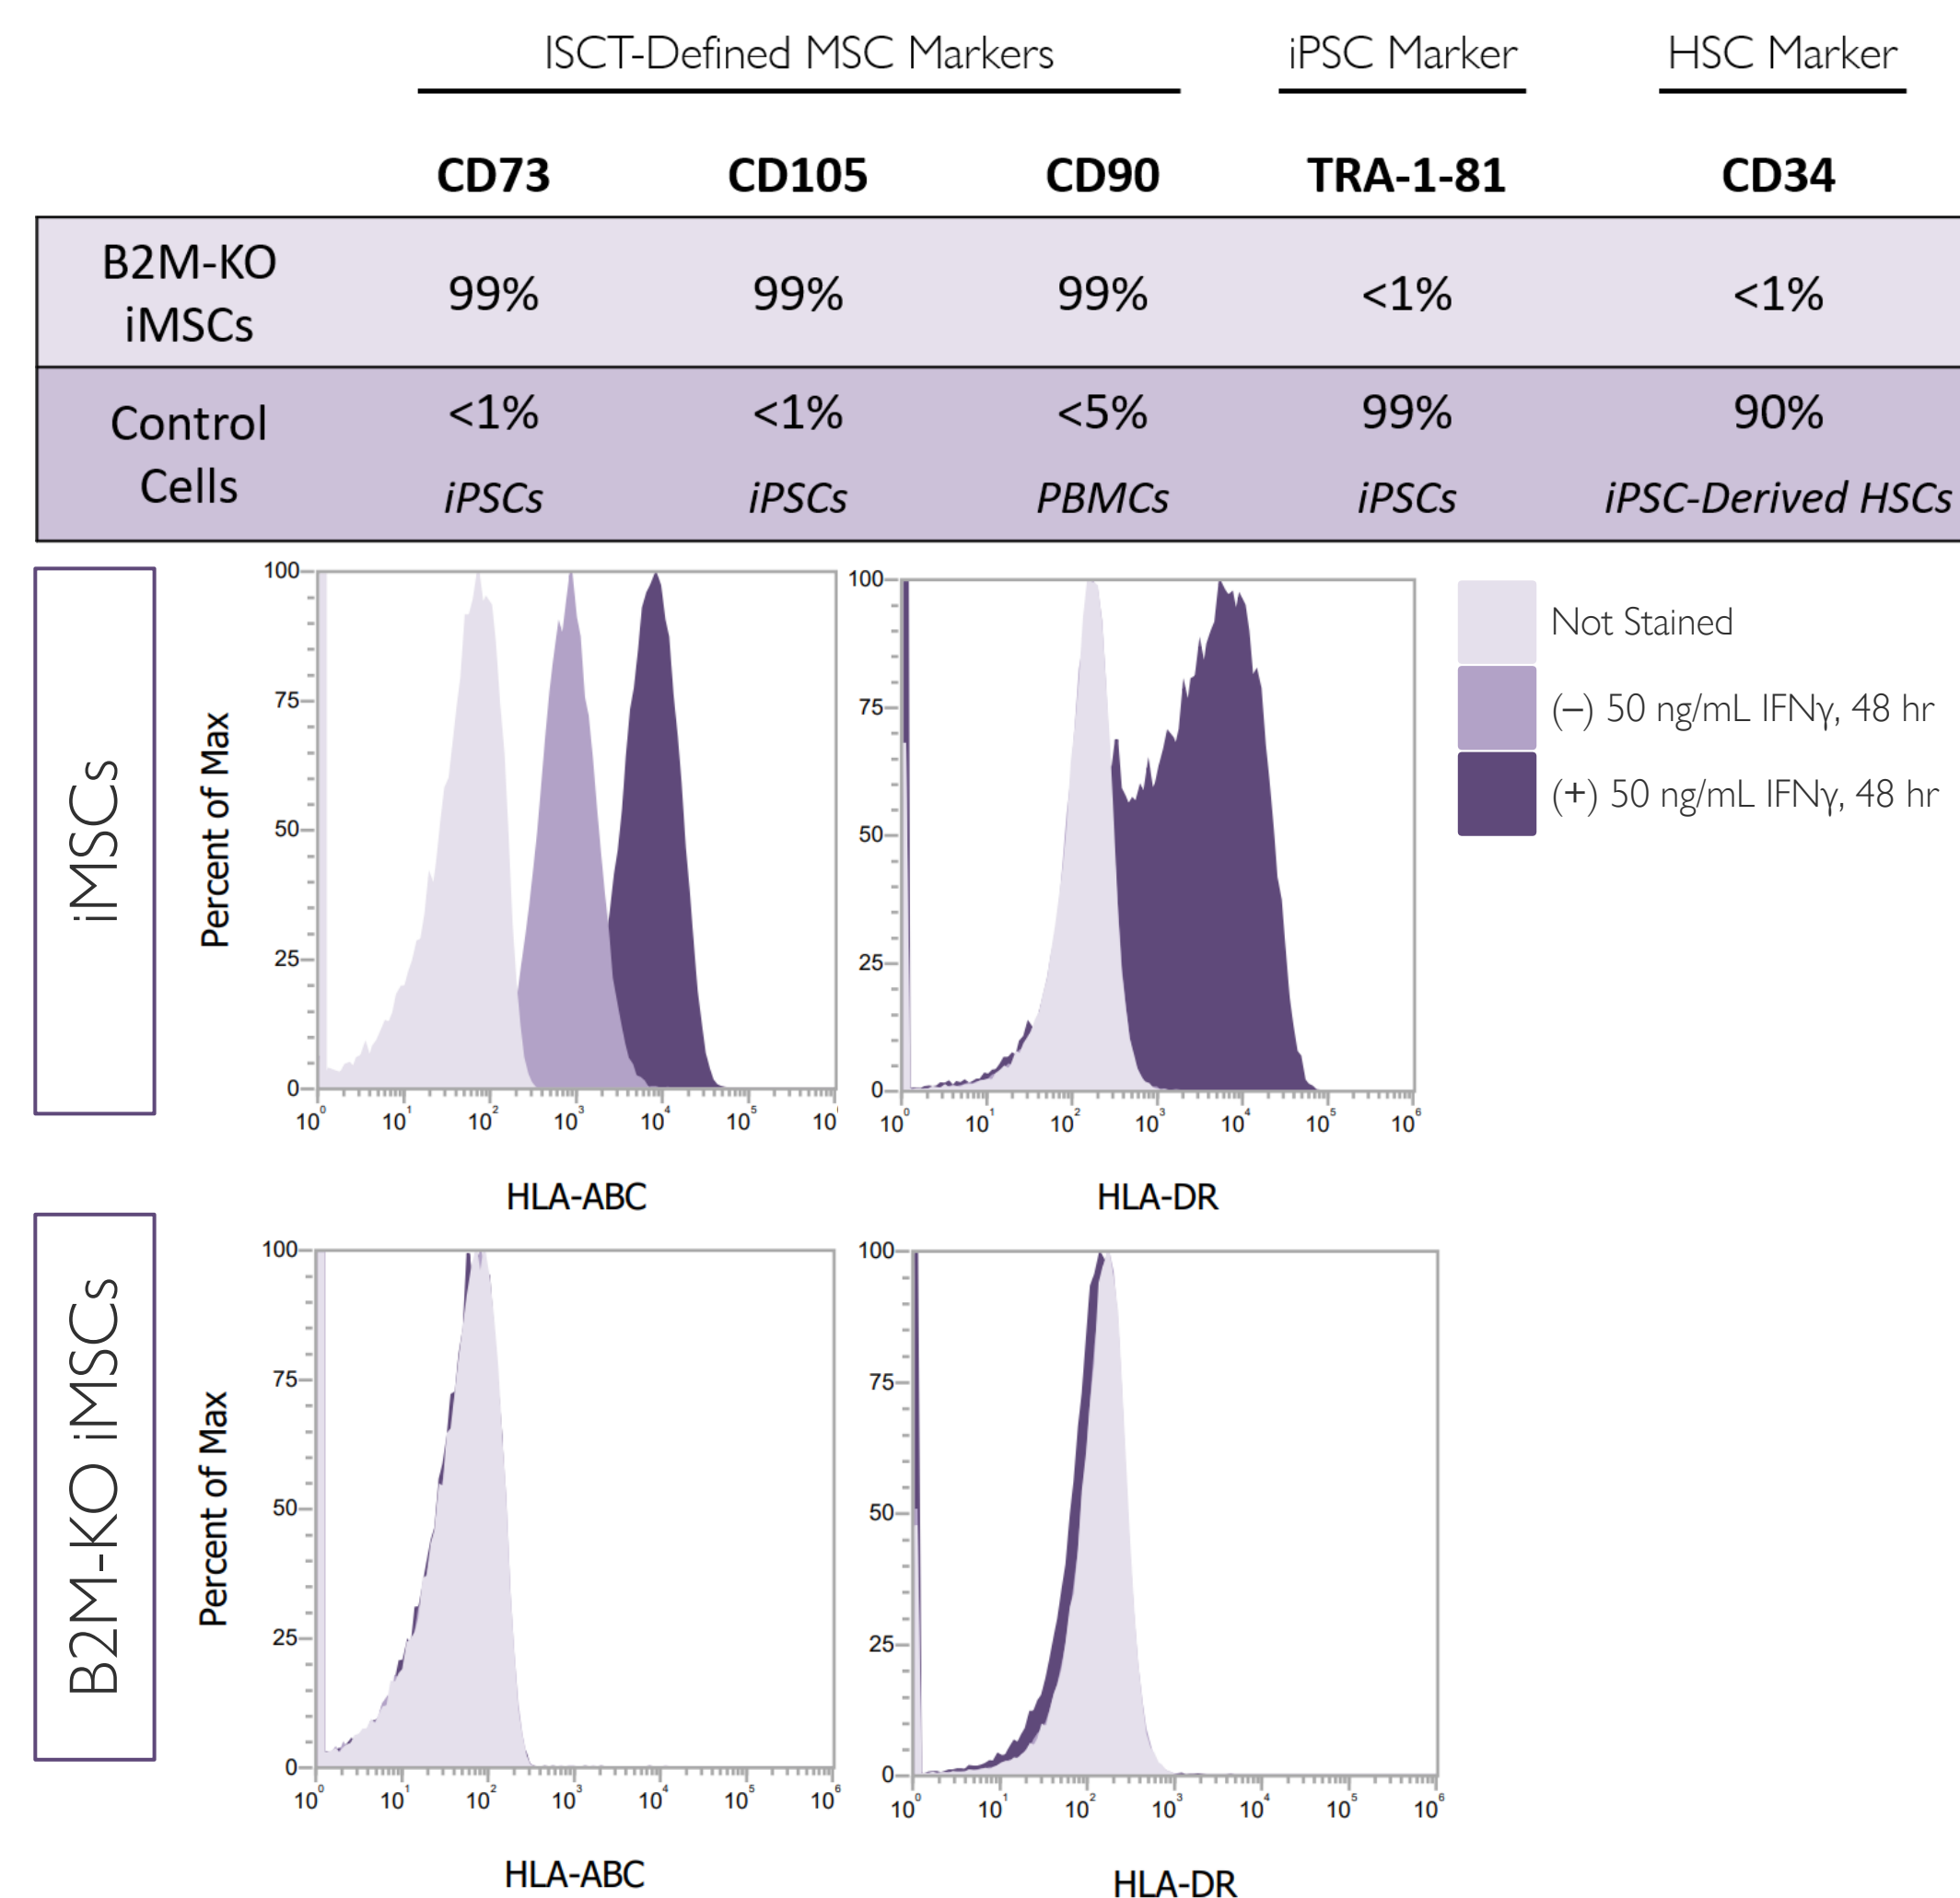 ISCT-Defined MSC Markers iPSC Marker HSC Marker
CD73 CD105 CD90 TRA-1-81 CD34
B2M-KO
iMSCs
99% 99% 99% <1% <1%
Control
Cells
<1% <1% <5% 99% 90%
iPSCs iPSCs PBMCs iPSCs iPSC-Derived HSCs
iMSCs
Percent of Max
100
75
50
25
0
10⁰ 10¹ 10² 10³ 10⁴ 10⁵ 10
HLA-ABC
100
75
50
25
0
10⁰ 10¹ 10² 10³ 10⁴ 10⁵ 10⁶
HLA-DR
Not Stained
(–) 50 ng/mL IFNγ, 48 hr
(+) 50 ng/mL IFNγ, 48 hr
B2M-KO iMSCs
Percent of Max
100
75
50
25
0
10⁰ 10¹ 10² 10³ 10⁴ 10⁵ 10⁶
HLA-ABC
100
75
50
25
0
10⁰ 10¹ 10² 10³ 10⁴ 10⁵ 10⁶
HLA-DR